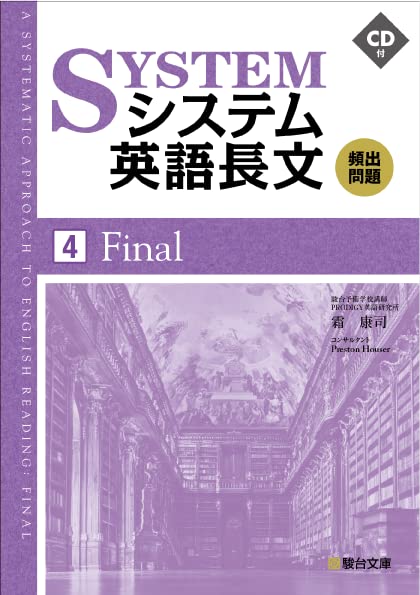 CD
付
SYSTEM
システム
英語長文
頻出
問題
4 Final
駿台予備学校講師
PRODIGY英語研究所
霜 康司
コンサルタント
Preston Houser
A SYSTEMATIC APPROACH TO ENGLISH READING: FINAL
駿台文庫